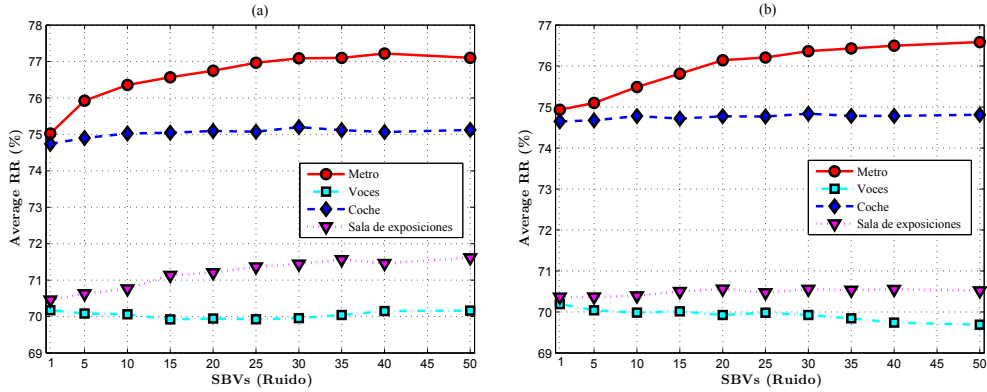 (a)
78
77
76
75
74
73
72
71
70
69
Average RR (%)
Metro
Voces
Coche
Sala de exposiciones
1 5 10 15 20 25 30 35 40 45 50
SBVs (Ruido)
(b)
77
76
75
74
73
72
71
70
69
Average RR (%)
Metro
Voces
Coche
Sala de exposiciones
1 5 10 15 20 25 30 35 40 45 50
SBVs (Ruido)